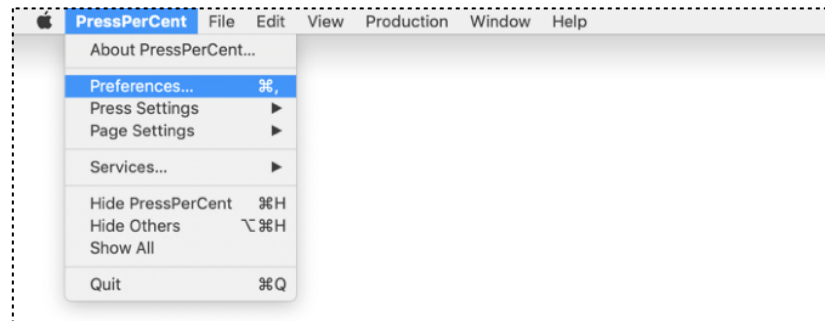 PressPerCent File Edit View Production Window Help
About PressPerCent...
Preferences... ⌘,
Press Settings ▶
Page Settings ▶
Services... ▶
Hide PressPerCent ⌘H
Hide Others ⌥⌘H
Show All
Quit ⌘Q